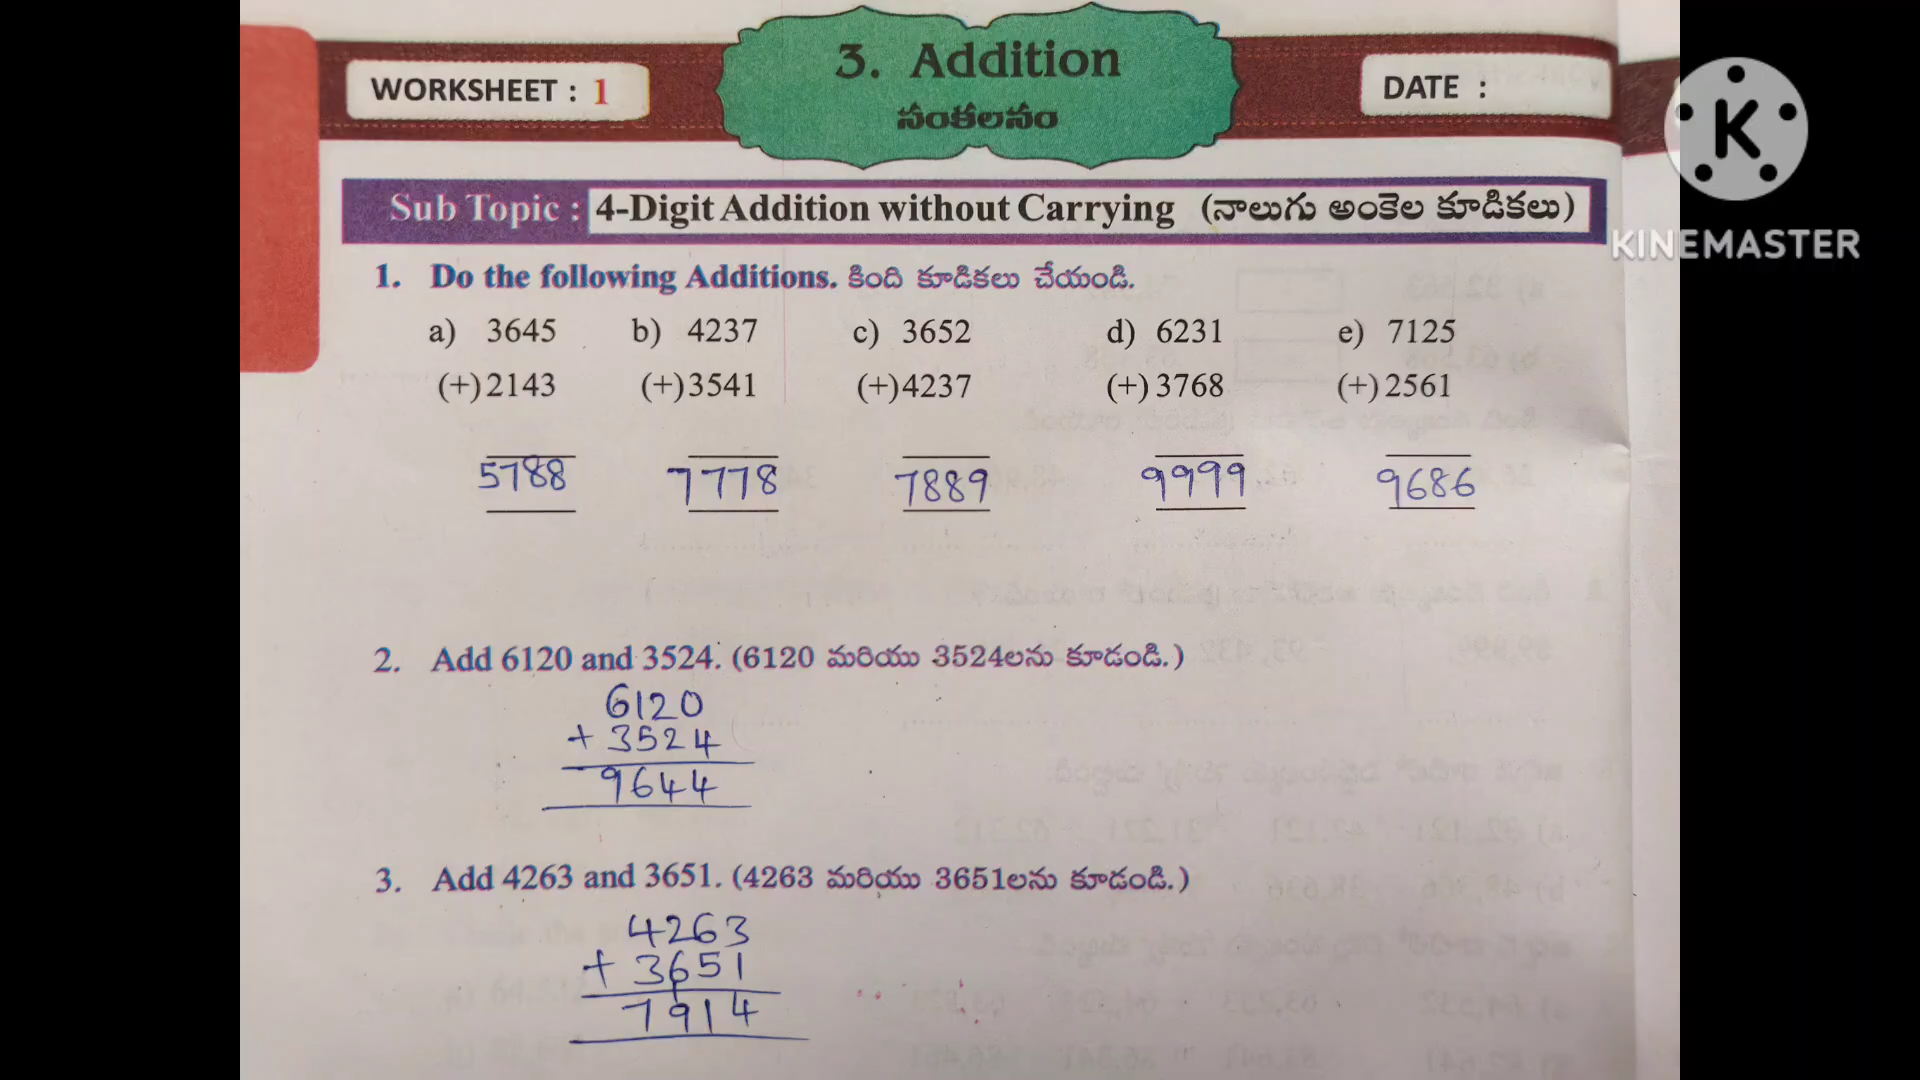 3. Addition
సంకలనం
WORKSHEET : 1
DATE :
K
KINEMASTER
Sub Topic : 4-Digit Addition without Carrying (నాలుగు అంకెల కూడికలు)
1. Do the following Additions. కింది కూడికలు చేయండి.
a) 3645 b) 4237 c) 3652 d) 6231 e) 7125
(+)2143 (+)3541 (+)4237 (+)3768 (+)2561
5788 7778 7889 9999 9686
2. Add 6120 and 3524. (6120 మరియు 3524లను కూడండి.)
6120
+ 3524
9644
3. Add 4263 and 3651. (4263 మరియు 3651లను కూడండి.)
4263
+ 3651
7914